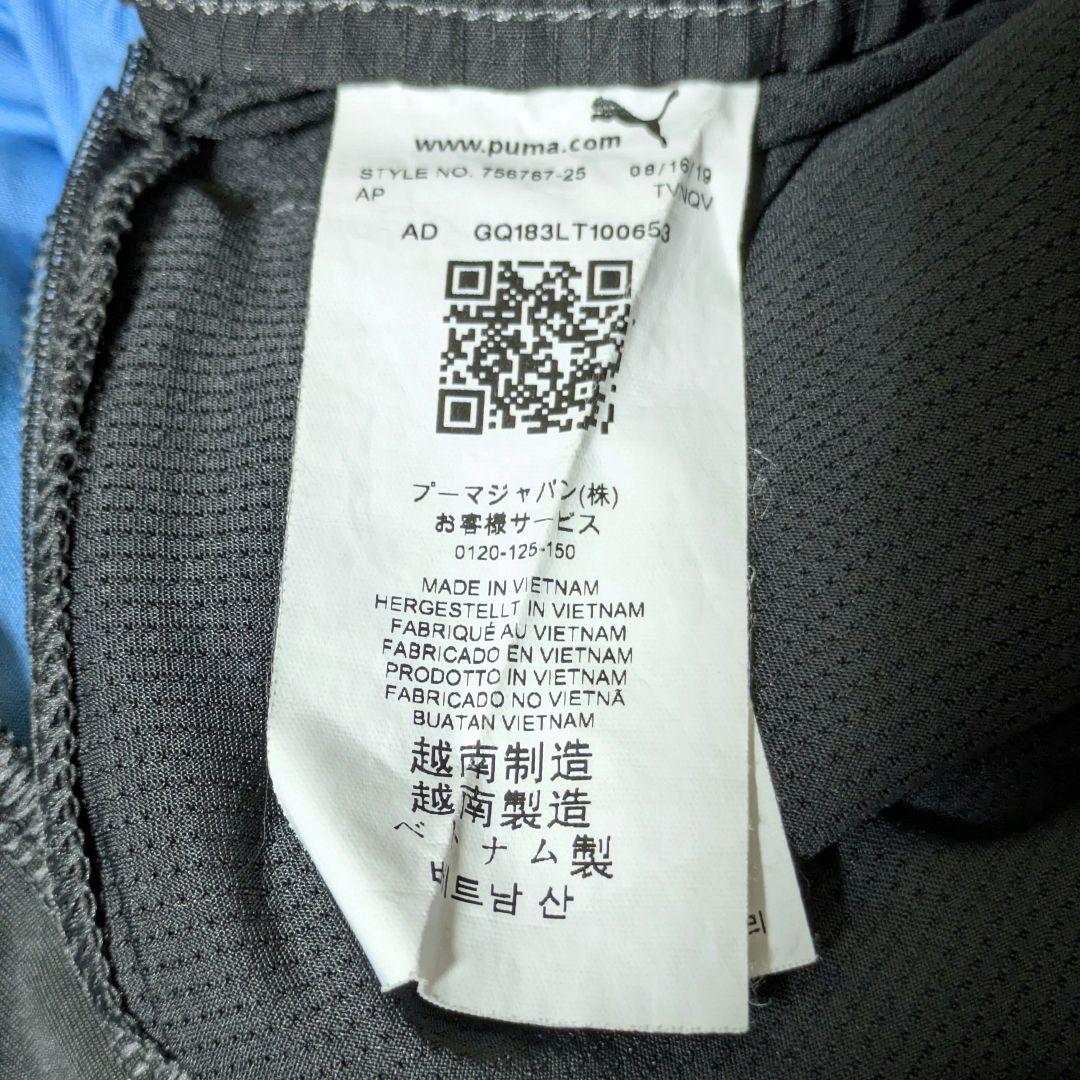 www.puma.com
STYLE NO. 756767-25 08/16/19
AP TVNQV
AD GQ183LT100653
プーマジャパン(株)
お客様サービス
0120-125-150
MADE IN VIETNAM
HERGESTELLT IN VIETNAM
FABRIQUÉ AU VIETNAM
FABRICADO EN VIETNAM
PRODOTTO IN VIETNAM
FABRICADO NO VIETNÃ
BUATAN VIETNAM
越南制造
越南製造
ベトナム製
베트남 산
리